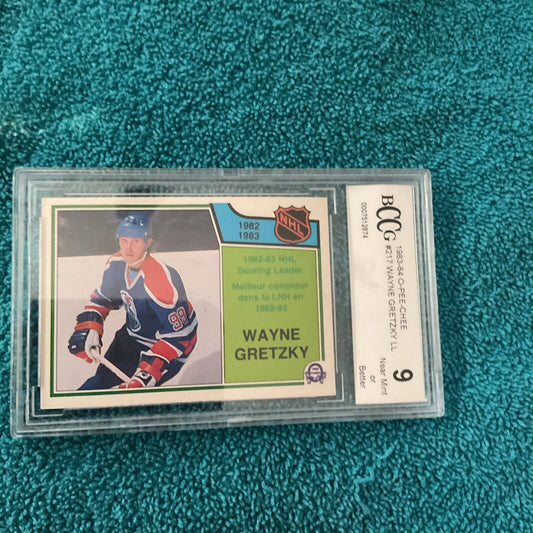 1982
1983
NHL
1982-83 NHL
Scoring Leader
Meilleur compteur
dans la LNH en
1982-83
WAYNE
GRETZKY
99
BCCG
0007512874
1983-84 O-PEE-CHEE
#217 WAYNE GRETZKY LL
9
Near Mint
or
Better